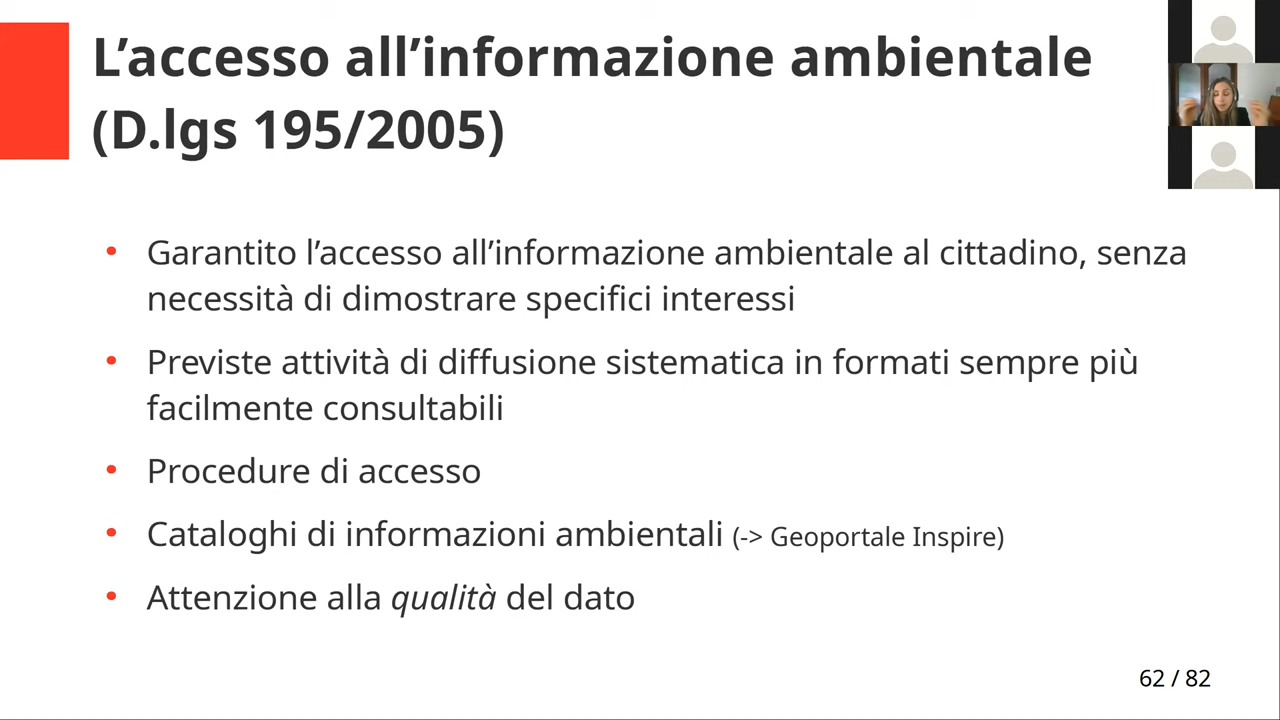 L’accesso all’informazione ambientale
(D.lgs 195/2005)
• Garantito l’accesso all’informazione ambientale al cittadino, senza
necessità di dimostrare specifici interessi
• Previste attività di diffusione sistematica in formati sempre più
facilmente consultabili
• Procedure di accesso
• Cataloghi di informazioni ambientali (-> Geoportale Inspire)
• Attenzione alla qualità del dato
62 / 82